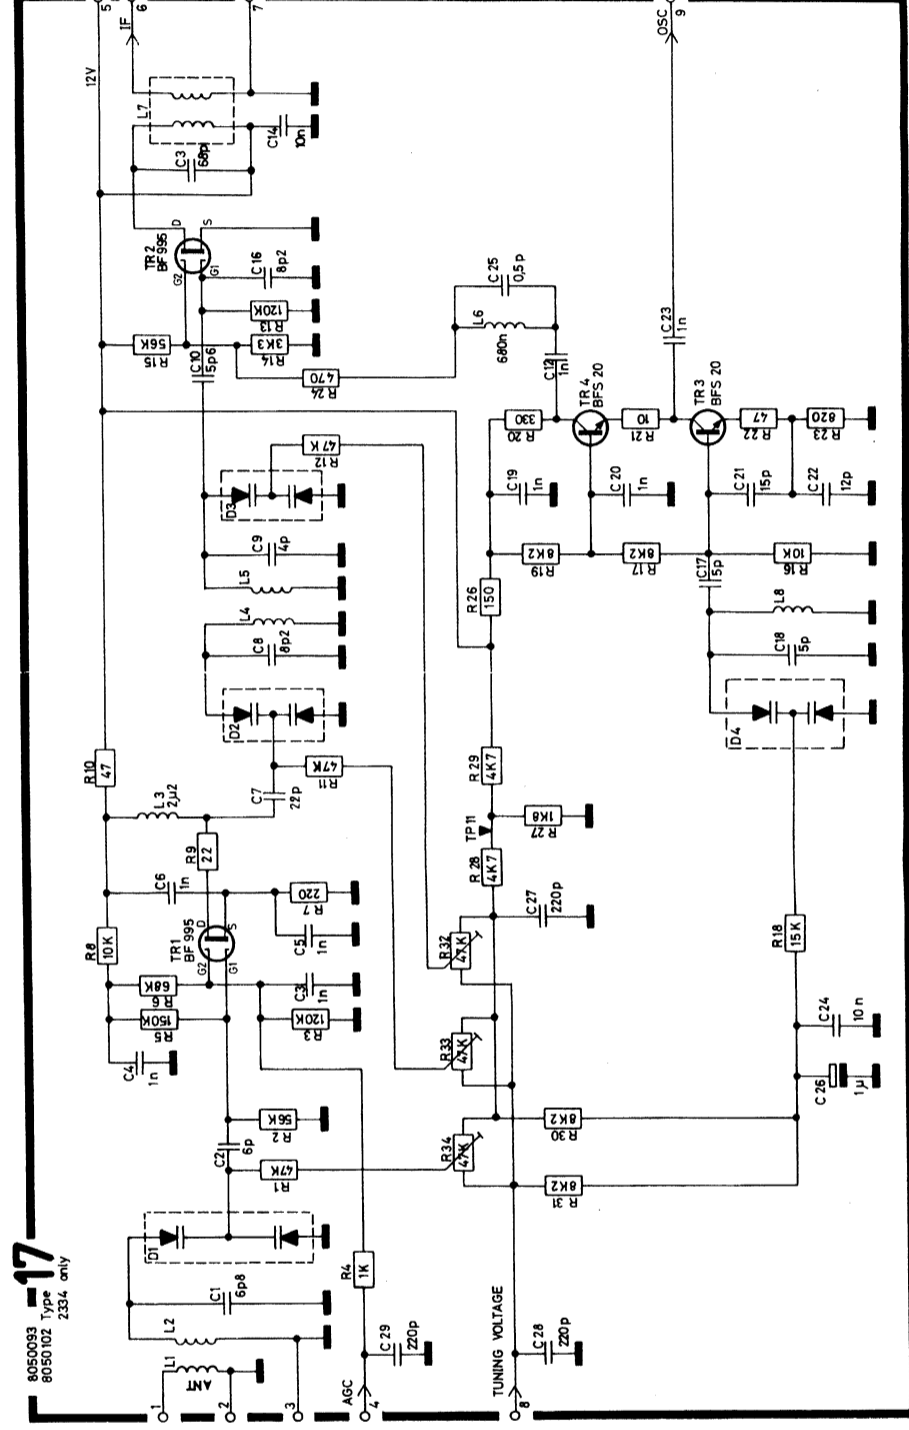 8050093
8050102 Type
2334 only
17
5
IF
6
7
OSC
9
12V
L7
C3
68p
C14
10n
TR2
BF 995
D
S
G2
G1
C16
8p2
120K
R13
56K
R15
3K3
R14
C10
5p6
470
R24
C25
0,5p
L6
680n
C12
1n
C23
1n
TR4
BFS 20
TR3
BFS 20
330
R20
10
R21
47
R22
820
R23
47K
R12
D3
C19
1n
C20
1n
C21
15p
C22
12p
C9
4p
L5
8K2
R19
8K2
R17
C17
5p
10K
R16
R26
150
L4
C8
8p2
L8
C18
5p
D2
D4
R10
47
L3
2µ2
C7
22p
47K
R11
R29
4K7
TP11
1K8
R27
R9
22
R28
4K7
C6
1n
220
R7
C5
1n
C27
220p
R8
10K
TR1
BF 995
D
S
G2
G1
R32
47K
R18
15K
68K
R6
C3
1n
150K
R5
120K
R3
C4
1n
R33
47K
C24
10n
C26
1µ
C2
6p
56K
R2
47K
R1
R34
47K
8K2
R30
8K2
R31
D1
R4
1K
C1
6p8
L2
L1
ANT
C29
220p
C28
220p
AGC
TUNING VOLTAGE
1
2
3
4
8